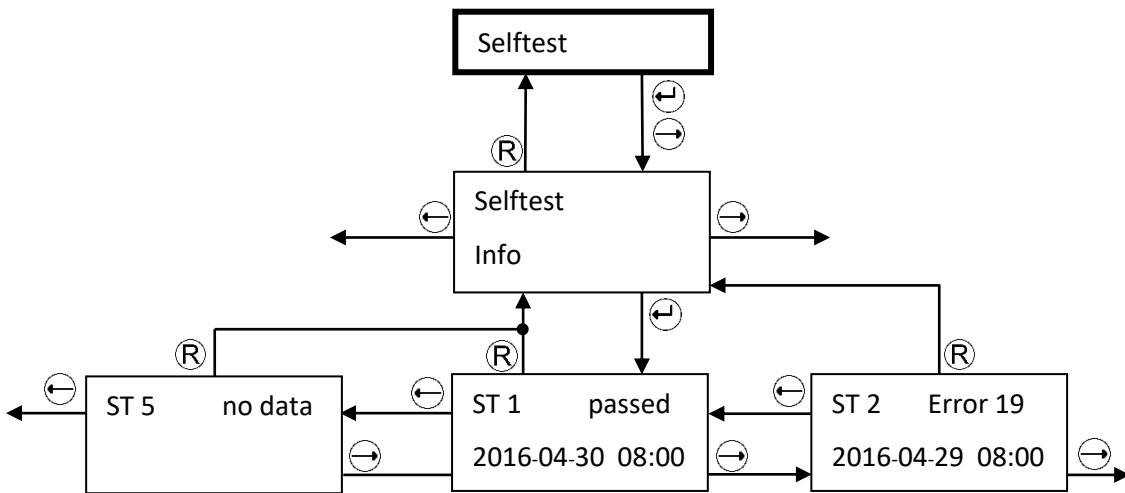 Selftest
R
Selftest
Info
R
R
R
ST 5 no data
ST 1 passed
2016-04-30 08:00
ST 2 Error 19
2016-04-29 08:00